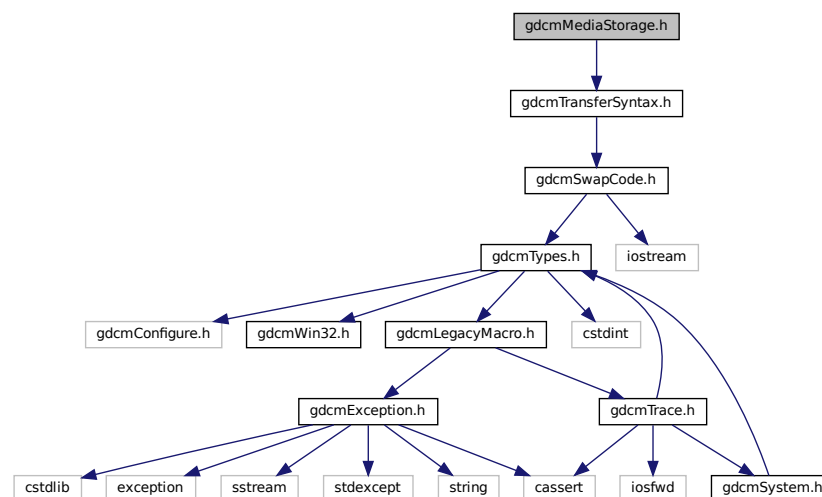 gdcmMediaStorage.h
gdcmTransferSyntax.h
gdcmSwapCode.h
gdcmTypes.h
iostream
gdcmConfigure.h
gdcmWin32.h
gdcmLegacyMacro.h
cstdint
gdcmException.h
gdcmTrace.h
cstdlib
exception
sstream
stdexcept
string
cassert
iosfwd
gdcmSystem.h